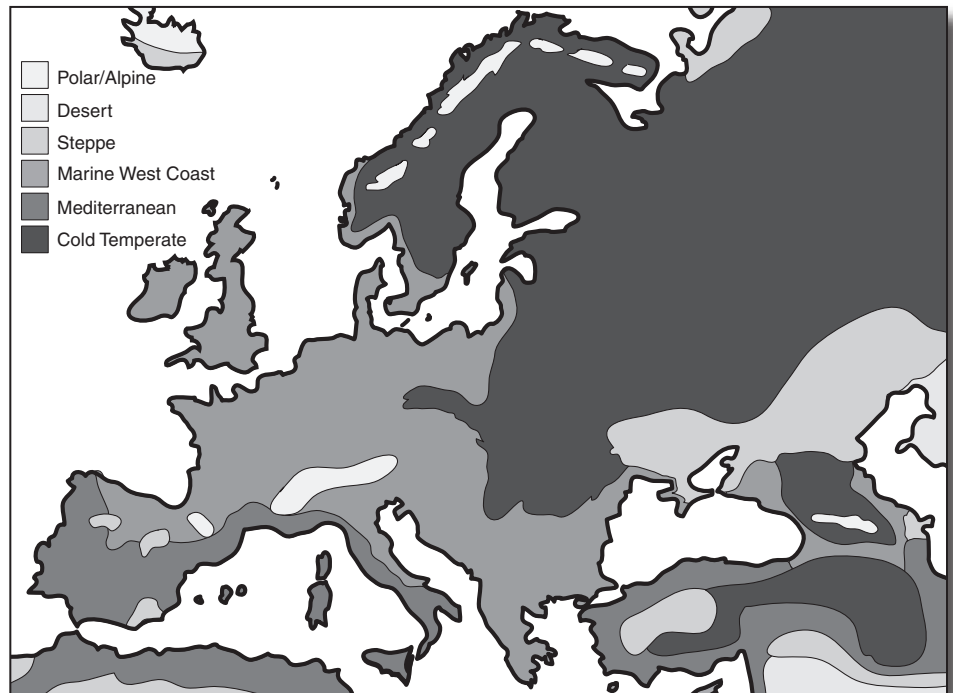 Polar/Alpine
Desert
Steppe
Marine West Coast
Mediterranean
Cold Temperate